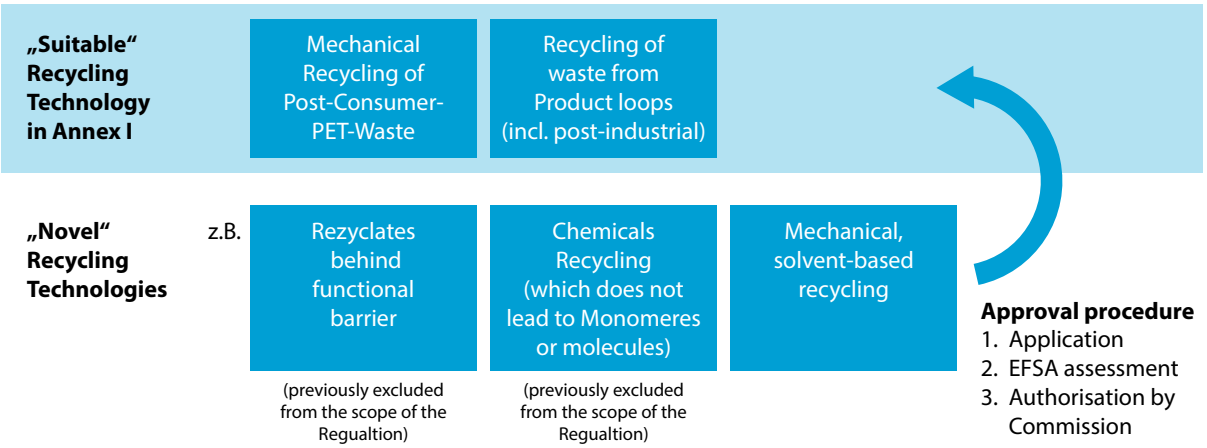 „Suitable“
Recycling
Technology
in Annex I
Mechanical
Recycling of
Post-Consumer-
PET-Waste
Recycling of
waste from
Product loops
(incl. post-industrial)
„Novel“
Recycling
Technologies
z.B.
Rezyclates
behind
functional
barrier
(previously excluded
from the scope of the
Regualtion)
Chemicals
Recycling
(which does not
lead to Monomeres
or molecules)
(previously excluded
from the scope of the
Regualtion)
Mechanical,
solvent-based
recycling
Approval procedure
1. Application
2. EFSA assessment
3. Authorisation by
Commission